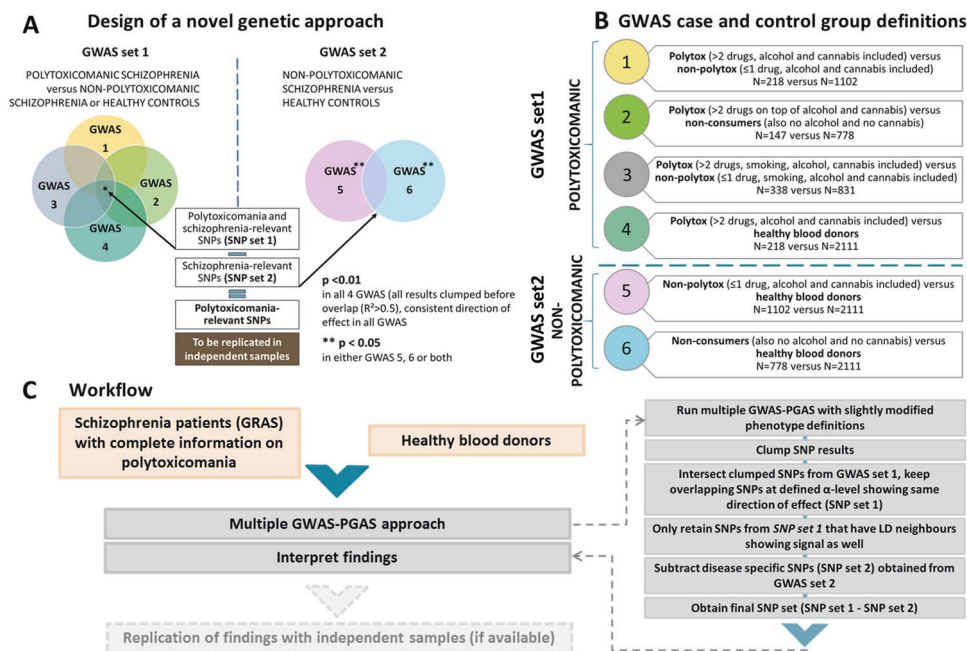 A
Design of a novel genetic approach
GWAS set 1
POLYTOXICOMANIC SCHIZOPHRENIA
versus NON-POLYTOXICOMANIC
SCHIZOHRENIA or HEALTHY CONTROLS
GWAS set 2
NON-POLYTOXICOMANIC
SCHIZOPHRENIA versus
HEALTHY CONTROLS
GWAS
1
GWAS
2
GWAS
3
GWAS
4
*
GWAS**
5
GWAS**
6
Polytoxicomania and
schizophrenia-relevant
SNPs (SNP set 1)
Schizophrenia-relevant
SNPs (SNP set 2)
Polytoxicomania-
relevant SNPs
To be replicated in
independent samples
p <0.01
in all 4 GWAS (all results clumped before
overlap (R²>0.5), consistent direction of
effect in all GWAS
** p < 0.05
in either GWAS 5, 6 or both
B
GWAS case and control group definitions
GWAS set1
POLYTOXICOMANIC
1
Polytox (>2 drugs, alcohol and cannabis included) versus
non-polytox (≤1 drug, alcohol and cannabis included)
N=218 versus N=1102
2
Polytox (>2 drugs on top of alcohol and cannabis) versus
non-consumers (also no alcohol and no cannabis)
N=147 versus N=778
3
Polytox (>2 drugs, smoking, alcohol, cannabis included) versus
non-polytox (≤1 drug, smoking, alcohol and cannabis included)
N=338 versus N=831
4
Polytox (>2 drugs, alcohol and cannabis included) versus
healthy blood donors
N=218 versus N=2111
GWAS set2
NON-
POLYTOXICOMANIC
5
Non-polytox (≤1 drug, alcohol and cannabis included) versus
healthy blood donors
N=1102 versus N=2111
6
Non-consumers (also no alcohol and no cannabis) versus
healthy blood donors
N=778 versus N=2111
C
Workflow
Schizophrenia patients (GRAS)
with complete information on
polytoxicomania
Healthy blood donors
Multiple GWAS-PGAS approach
Interpret findings
Replication of findings with independent samples (if available)
Run multiple GWAS-PGAS with slightly modified
phenotype definitions
Clump SNP results
Intersect clumped SNPs from GWAS set 1, keep
overlapping SNPs at defined α-level showing same
direction of effect (SNP set 1)
Only retain SNPs from SNP set 1 that have LD neighbours
showing signal as well
Subtract disease specific SNPs (SNP set 2) obtained from
GWAS set 2
Obtain final SNP set (SNP set 1 - SNP set 2)